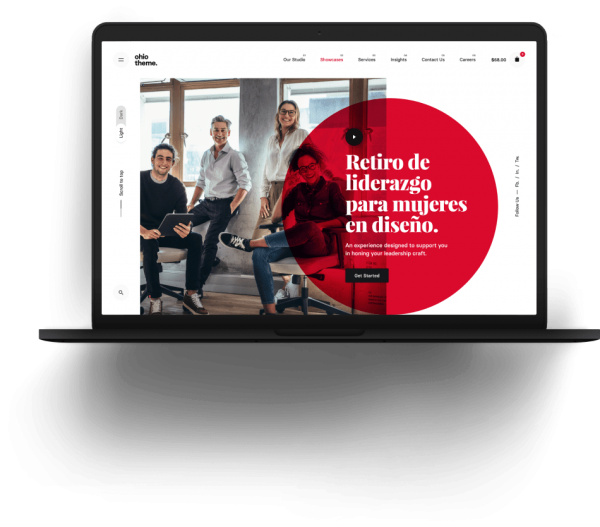 ohio
theme.
Our Studio
Showcases
Services
Insights
Contact Us
Careers
$59.00
Dark
Light
Scroll to top
Retiro de
liderazgo
para mujeres
en diseño.
An experience designed to support you
in honing your leadership craft.
Get Started
Follow Us — Fb. / In. / Tw.